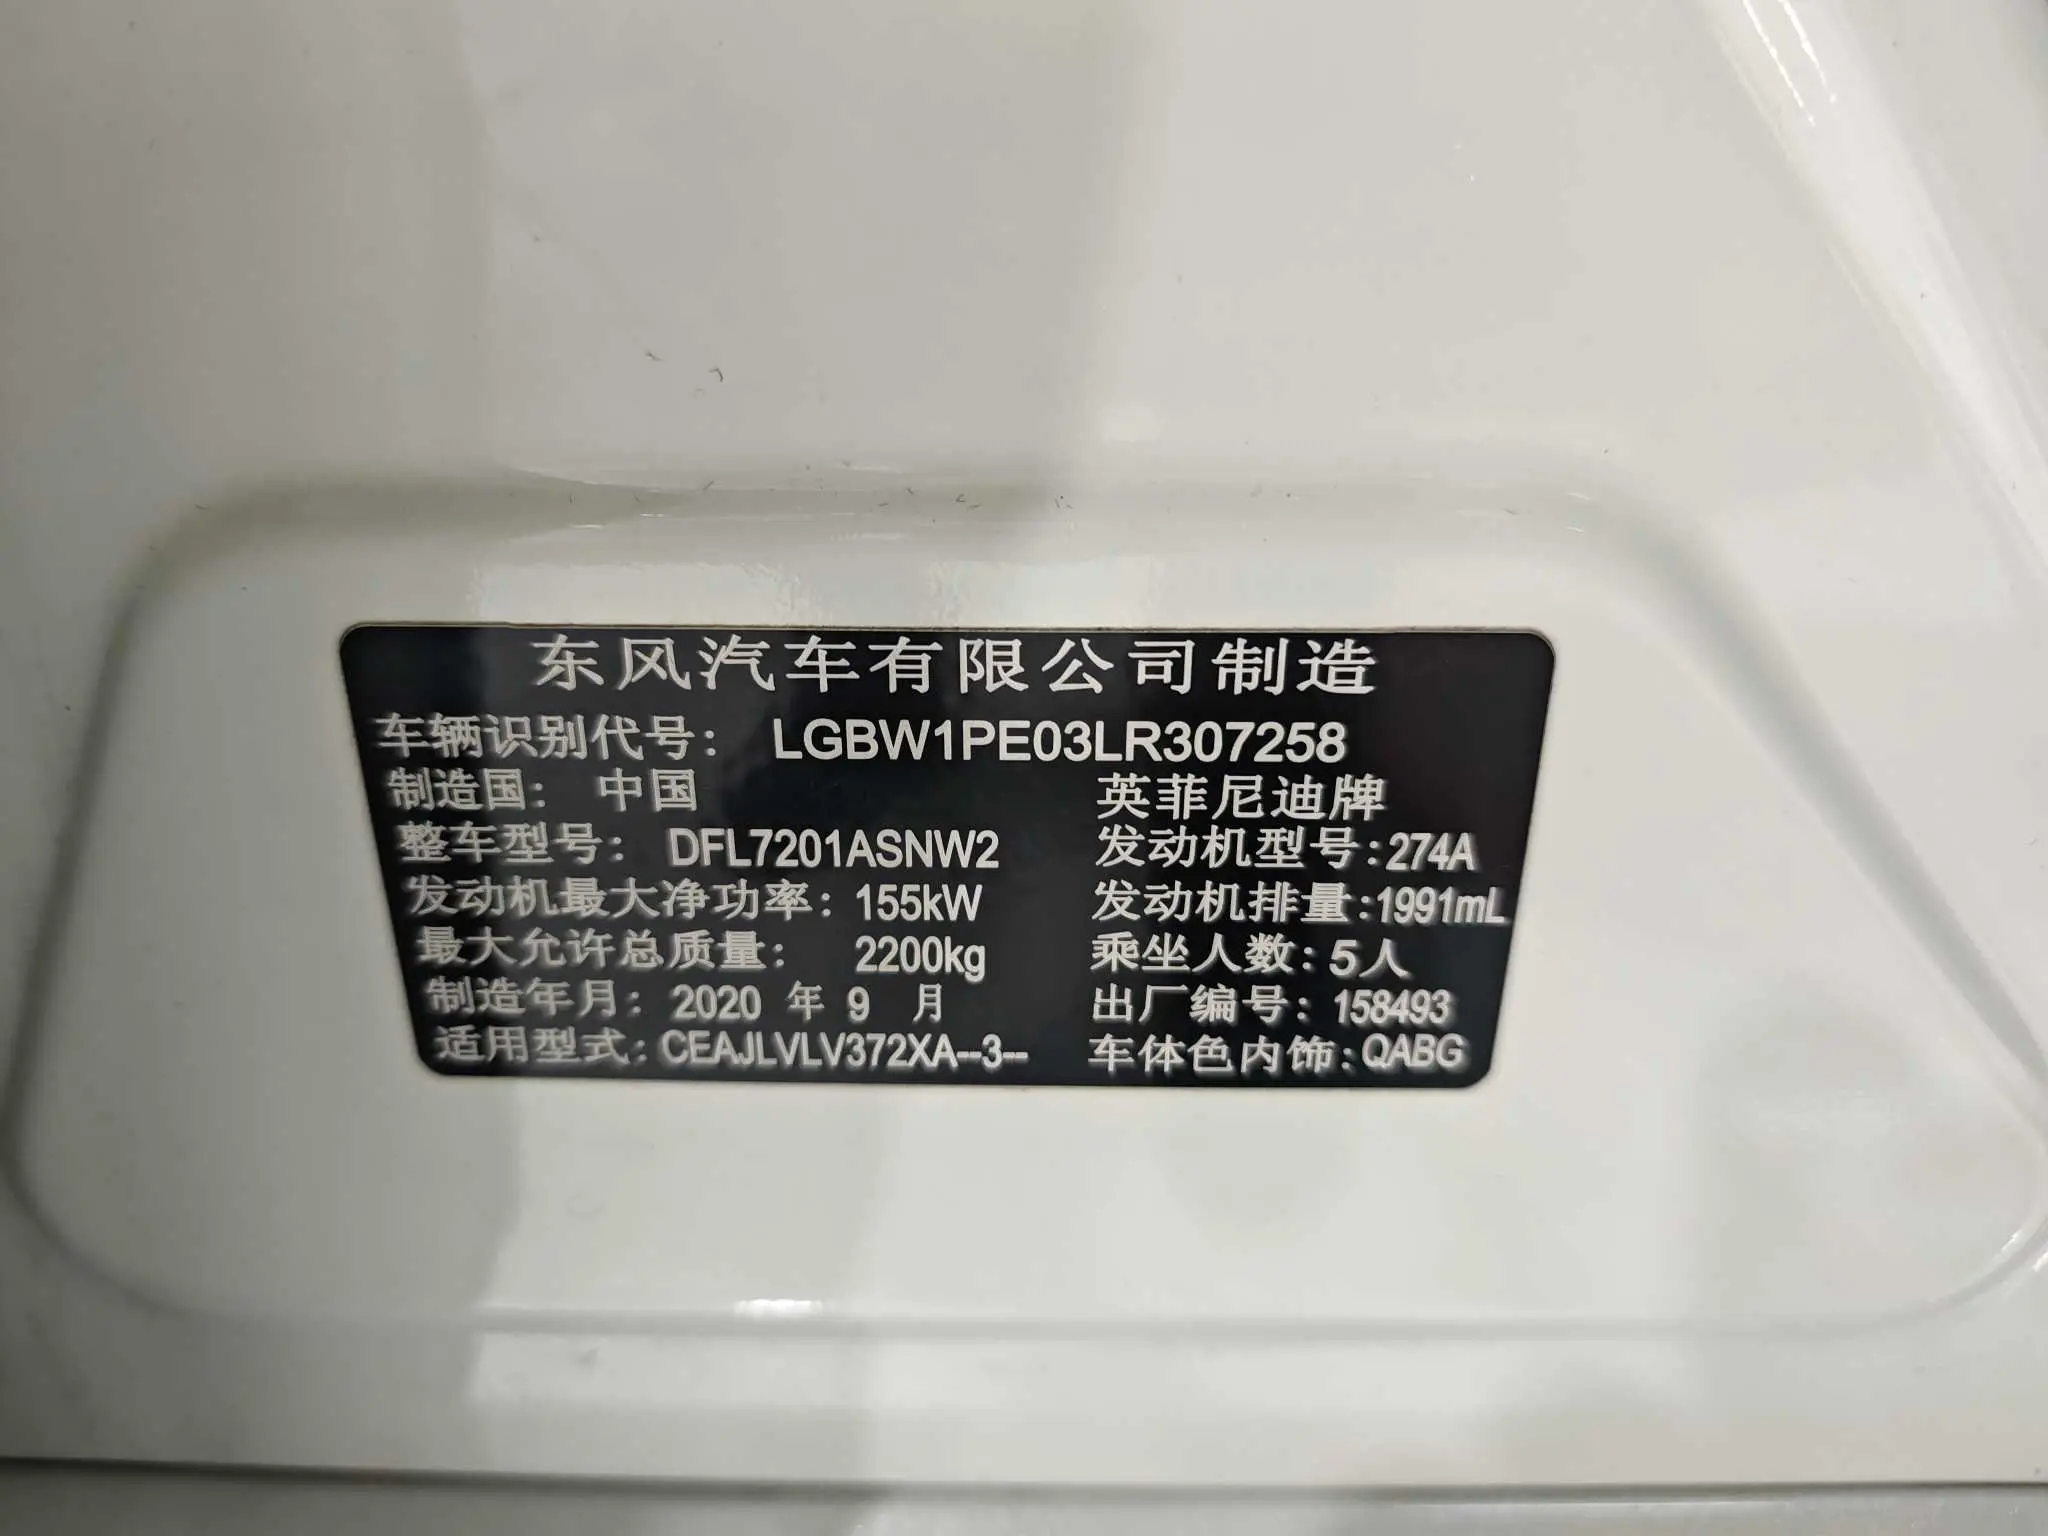 东风汽车有限公司制造
车辆识别代号: LGBW1PE03LR307258
制造国: 中国 英菲尼迪牌
整车型号: DFL7201ASNW2 发动机型号:274A
发动机最大净功率: 155kW 发动机排量:1991mL
最大允许总质量: 2200kg 乘坐人数: 5人
制造年月: 2020 年 9 月 出厂编号: 158493
适用型式:CEAJLVLV372XA--3-- 车体色内饰:QABG